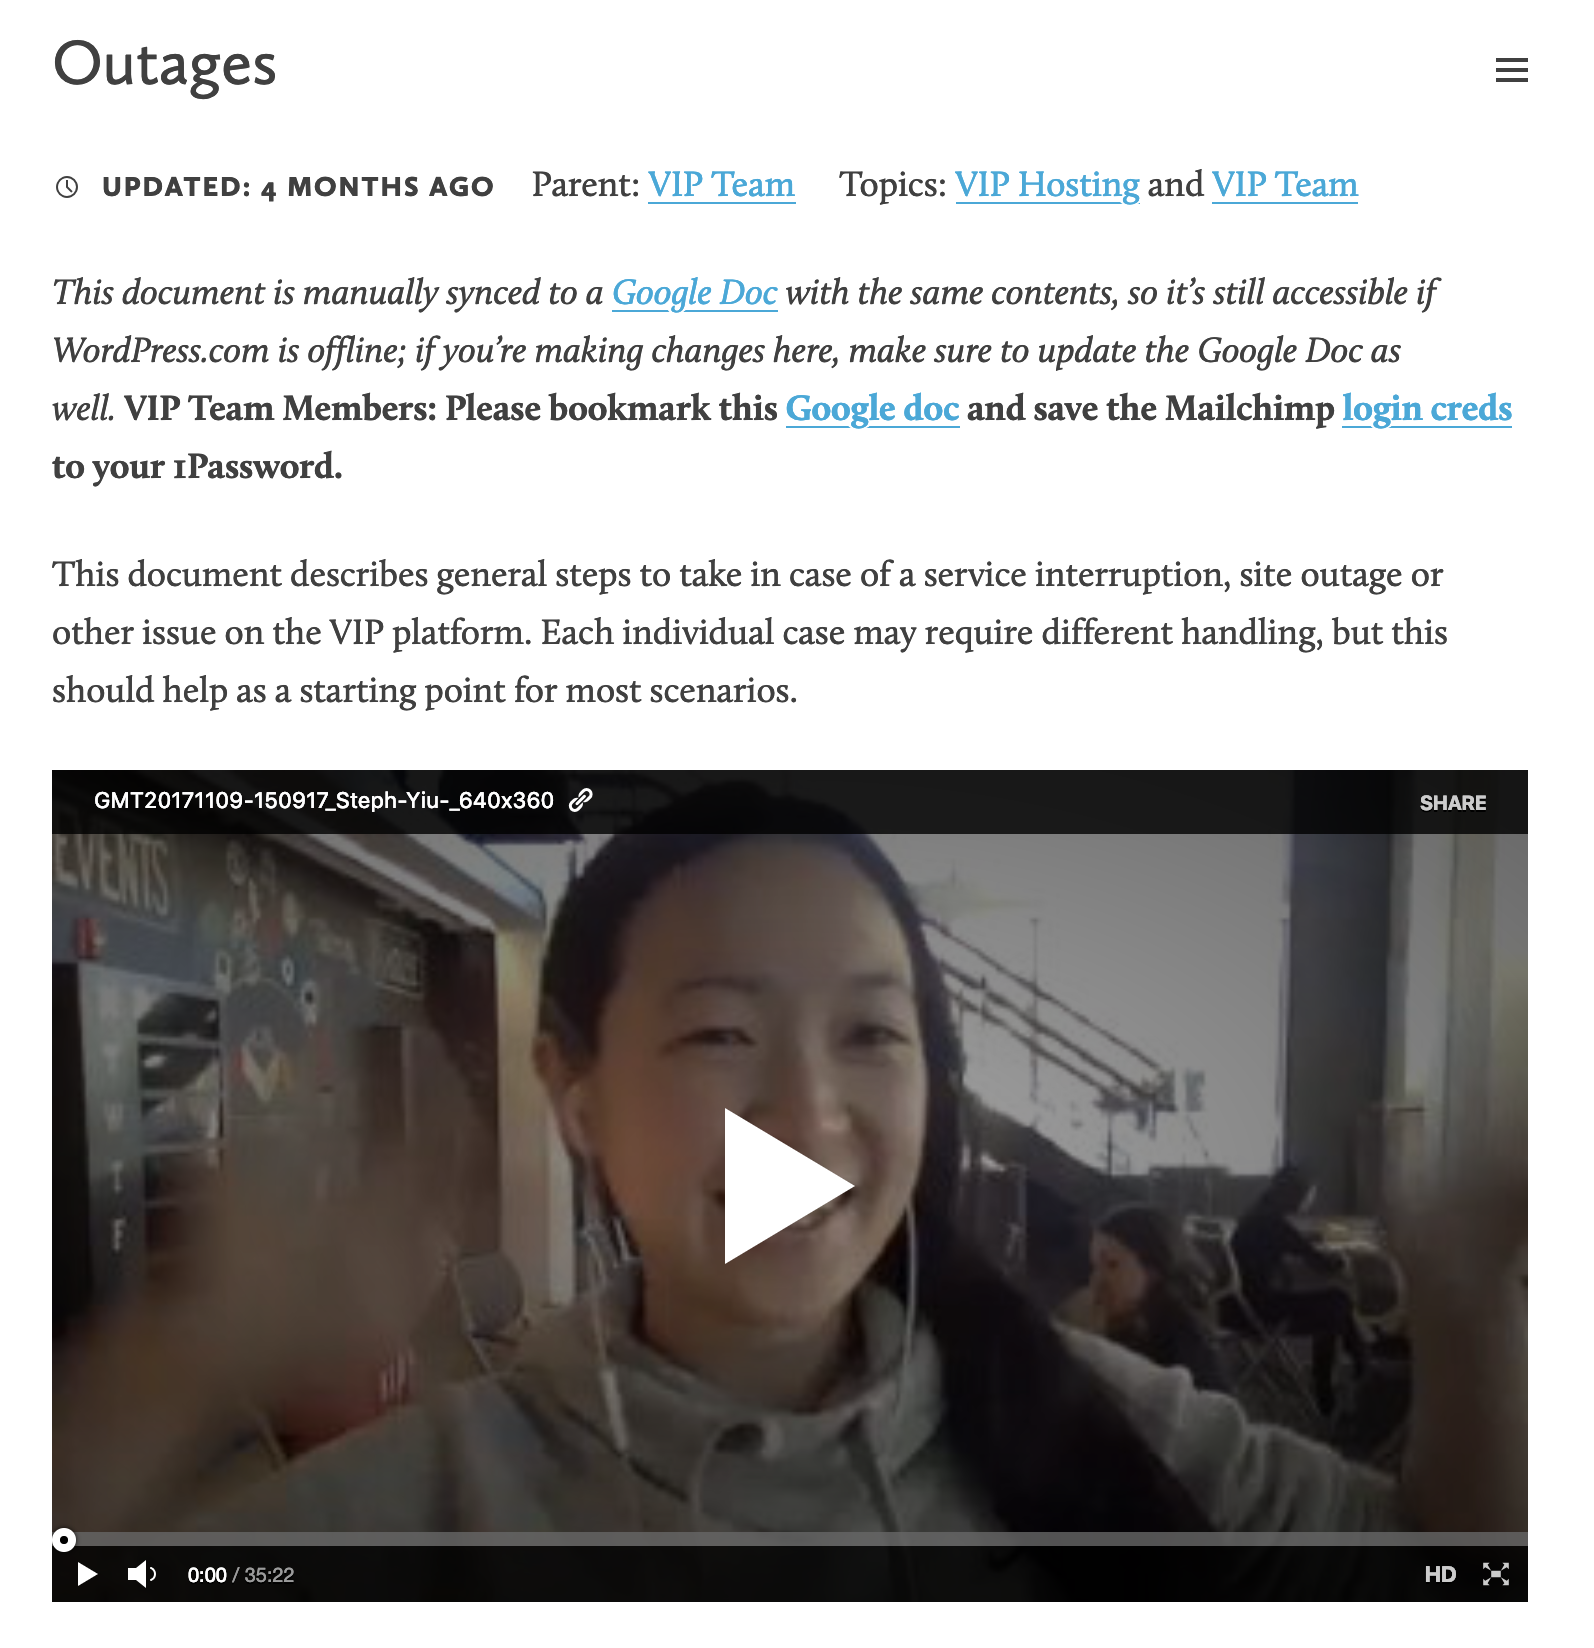 Outages
UPDATED: 4 MONTHS AGO Parent: VIP Team Topics: VIP Hosting and VIP Team
This document is manually synced to a Google Doc with the same contents, so it’s still accessible if
WordPress.com is offline; if you’re making changes here, make sure to update the Google Doc as
well. VIP Team Members: Please bookmark this Google doc and save the Mailchimp login creds
to your 1Password.
This document describes general steps to take in case of a service interruption, site outage or
other issue on the VIP platform. Each individual case may require different handling, but this
should help as a starting point for most scenarios.
GMT20171109-150917_Steph-Yiu-_640x360 SHARE
EVENTS
0:00 / 35:22 HD